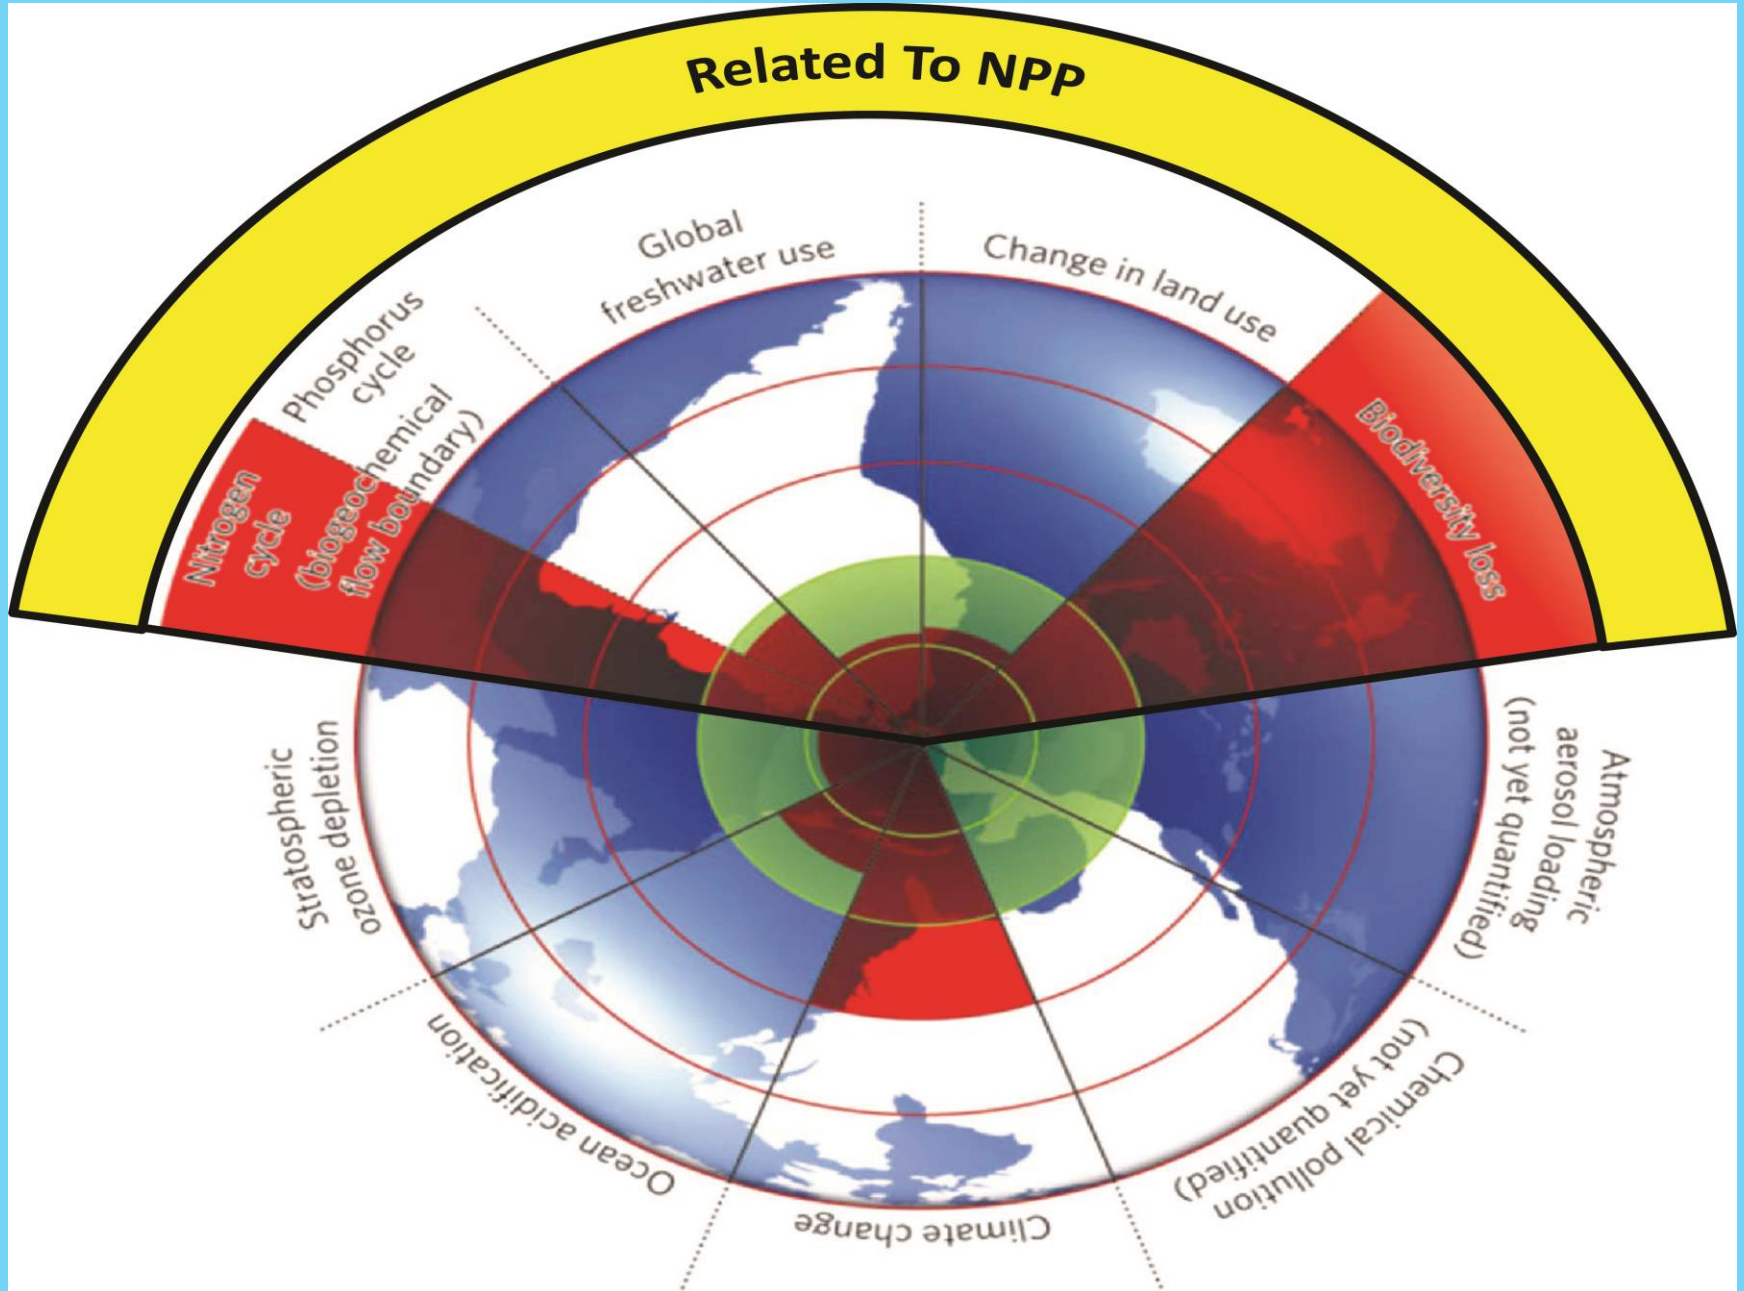 Related To NPP
Global
freshwater use
Change in land use
Phosphorus
cycle
Nitrogen
cycle
(biogeochemical
flow boundary)
Biodiversity loss
Stratospheric
ozone depletion
Atmospheric
aerosol loading
(not yet quantified)
Ocean acidification
Climate change
Chemical pollution
(not yet quantified)